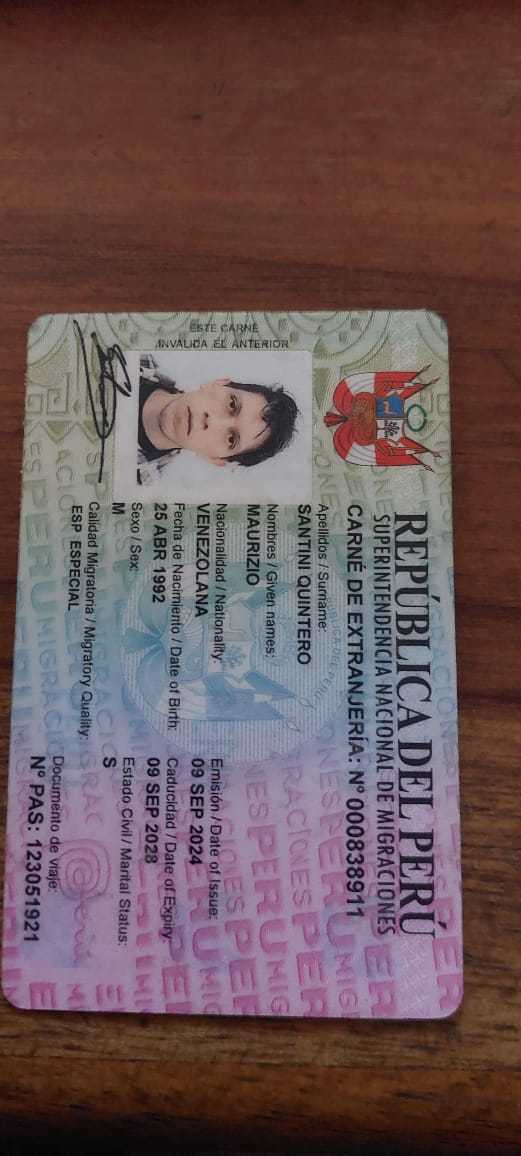 REPÚBLICA DEL PERÚ
SUPERINTENDENCIA NACIONAL DE MIGRACIONES
CARNÉ DE EXTRANJERÍA: N° 000838911
ESTE CARNÉ
INVALIDA EL ANTERIOR
Apellidos / Surname:
SANTINI QUINTERO
Nombres / Given names:
MAURIZIO
Nacionalidad / Nationality:
VENEZOLANA
Emisión / Date of Issue:
09 SEP 2024
Fecha de Nacimiento / Date of Birth:
25 ABR 1992
Caducidad / Date of Expiry
09 SEP 2028
Sexo / Sex:
M
Estado Civil / Marital Status:
S
Calidad Migratoria / Migratory Quality:
ESP ESPECIAL
Documento de viaje:
N° PAS: 123051921